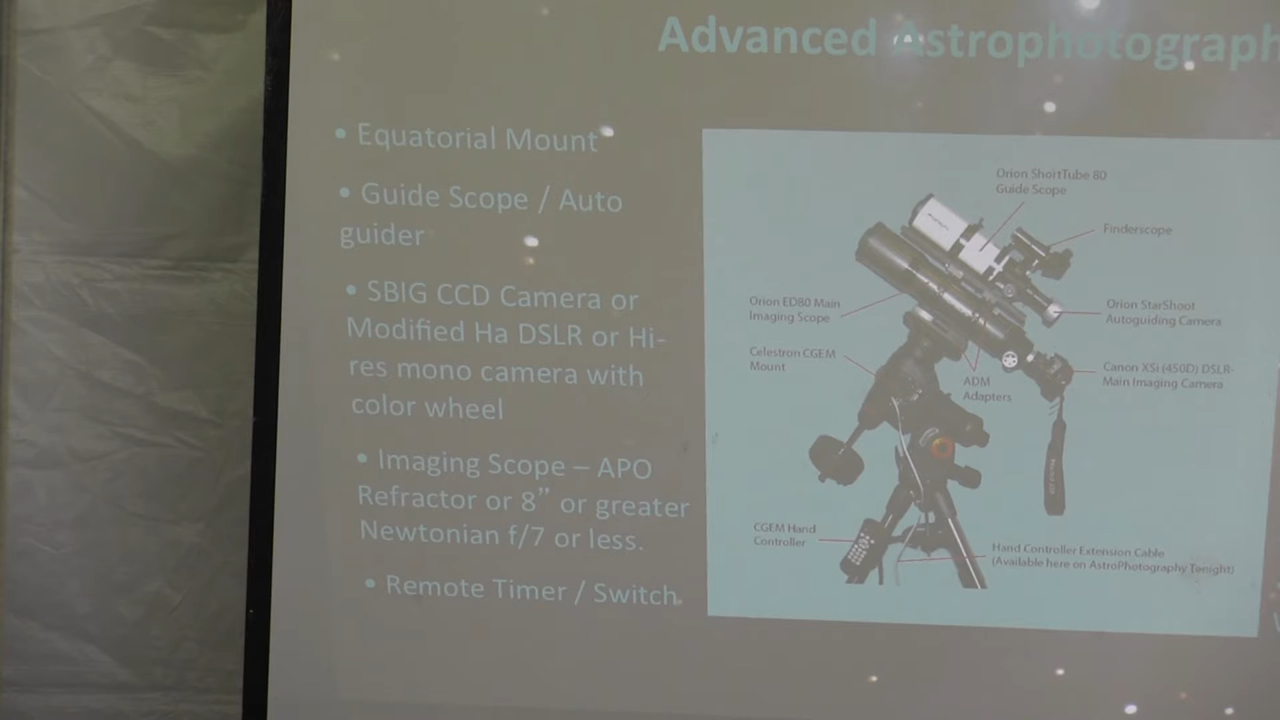 Advanced Astrophotograph
• Equatorial Mount
• Guide Scope / Auto
guider
• SBIG CCD Camera or
Modified Ha DSLR or Hi-
res mono camera with
color wheel
• Imaging Scope – APO
Refractor or 8” or greater
Newtonian f/7 or less.
• Remote Timer / Switch
Orion ShortTube 80
Guide Scope
Finderscope
Orion ED80 Main
Imaging Scope
Orion StarShoot
Autoguiding Camera
Celestron CGEM
Mount
ADM
Adapters
Canon XSi (450D) DSLR-
Main Imaging Camera
CGEM Hand
Controller
Hand Controller Extension Cable
(Available here on AstroPhotography Tonight)